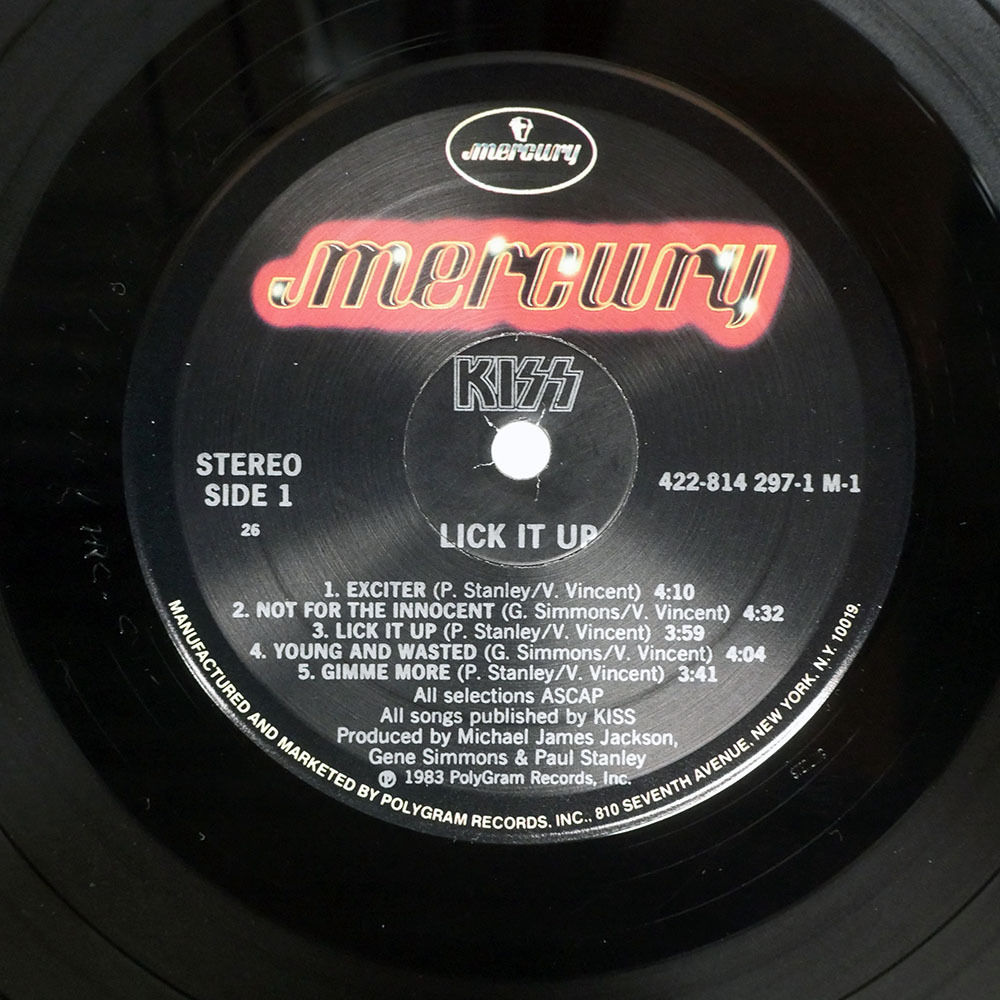 mercury
mercury
KISS
STEREO
SIDE 1
26
422-814 297-1 M-1
LICK IT UP
1. EXCITER (P. Stanley/V. Vincent) 4:10
2. NOT FOR THE INNOCENT (G. Simmons/V. Vincent) 4:32
3. LICK IT UP (P. Stanley/V. Vincent) 3:59
4. YOUNG AND WASTED (G. Simmons/V. Vincent) 4:04
5. GIMME MORE (P. Stanley/V. Vincent) 3:41
All selections ASCAP
All songs published by KISS
Produced by Michael James Jackson,
Gene Simmons & Paul Stanley
℗ 1983 PolyGram Records, Inc.
MANUFACTURED AND MARKETED BY POLYGRAM RECORDS, INC., 810 SEVENTH AVENUE, NEW YORK, N.Y. 10019.